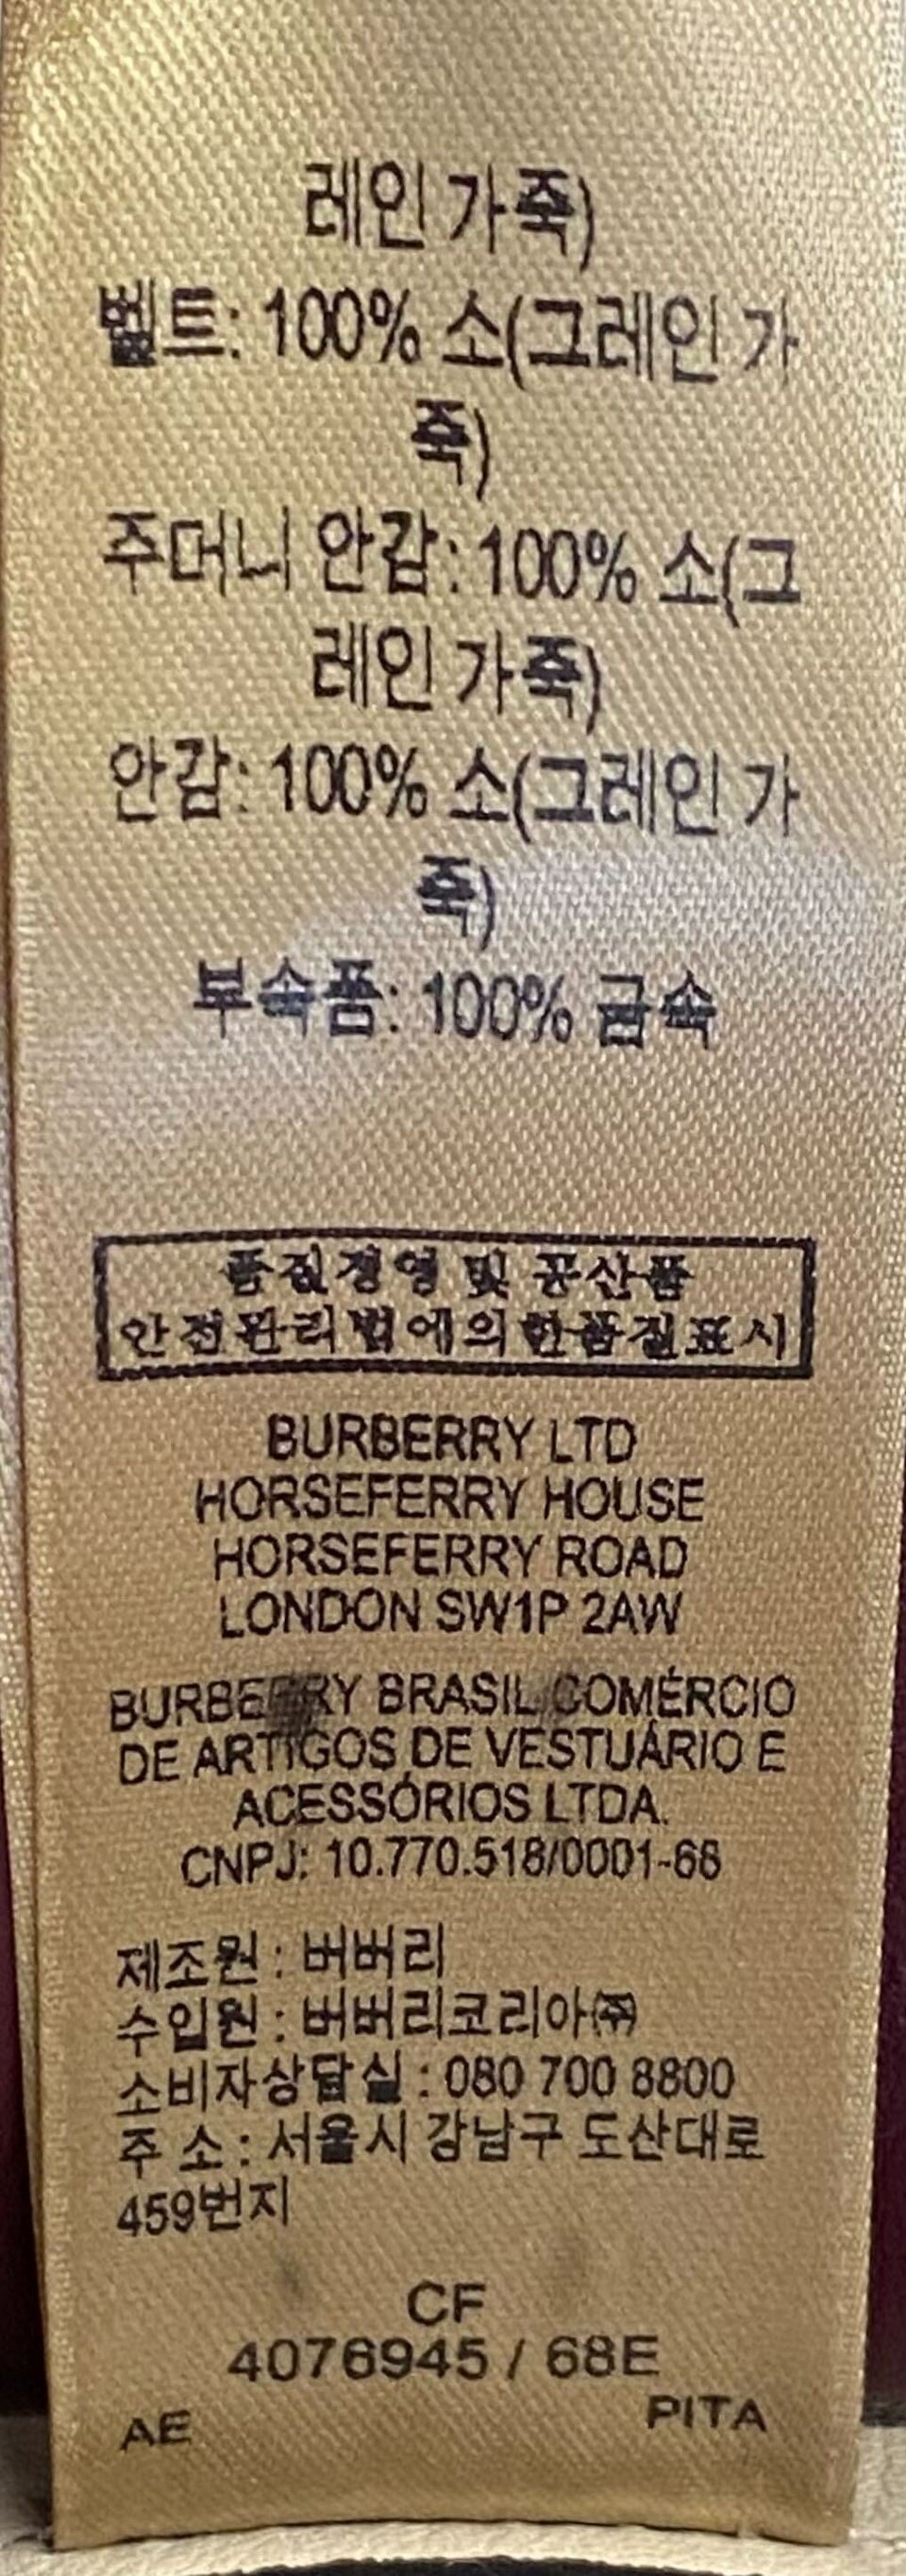 레인 가죽)
벨트: 100% 소(그레인 가
죽)
주머니 안감: 100% 소(그
레인 가죽)
안감: 100% 소(그레인 가
죽)
부속품: 100% 금속
품질경영 및 공산품
안전관리법에의한품질표시
BURBERRY LTD
HORSEFERRY HOUSE
HORSEFERRY ROAD
LONDON SW1P 2AW
BURBERRY BRASIL COMÉRCIO
DE ARTIGOS DE VESTUÁRIO E
ACESSÓRIOS LTDA.
CNPJ: 10.770.518/0001-68
제조원 : 버버리
수입원 : 버버리코리아㈜
소비자상담실 : 080 700 8800
주 소 : 서울시 강남구 도산대로
459번지
CF
4076945 / 68E
AE PITA